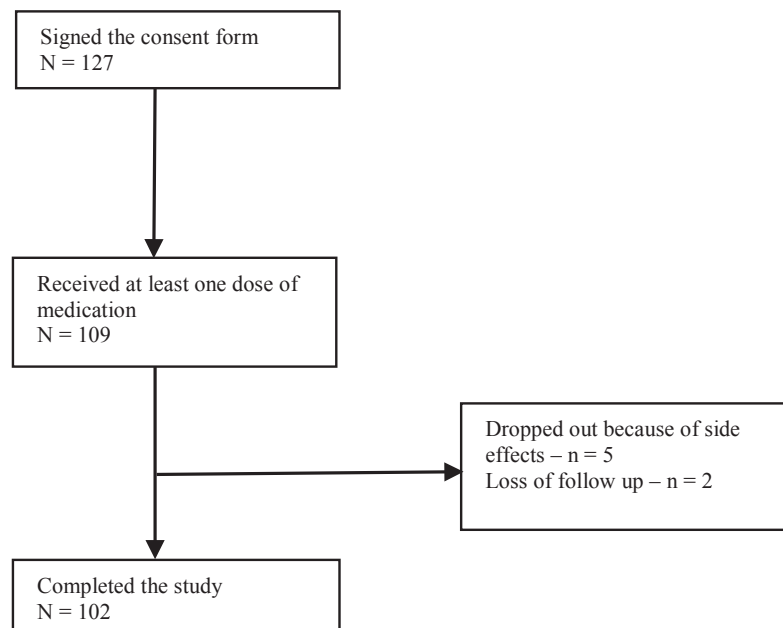 Signed the consent form
N = 127
Received at least one dose of
medication
N = 109
Dropped out because of side
effects – n = 5
Loss of follow up – n = 2
Completed the study
N = 102